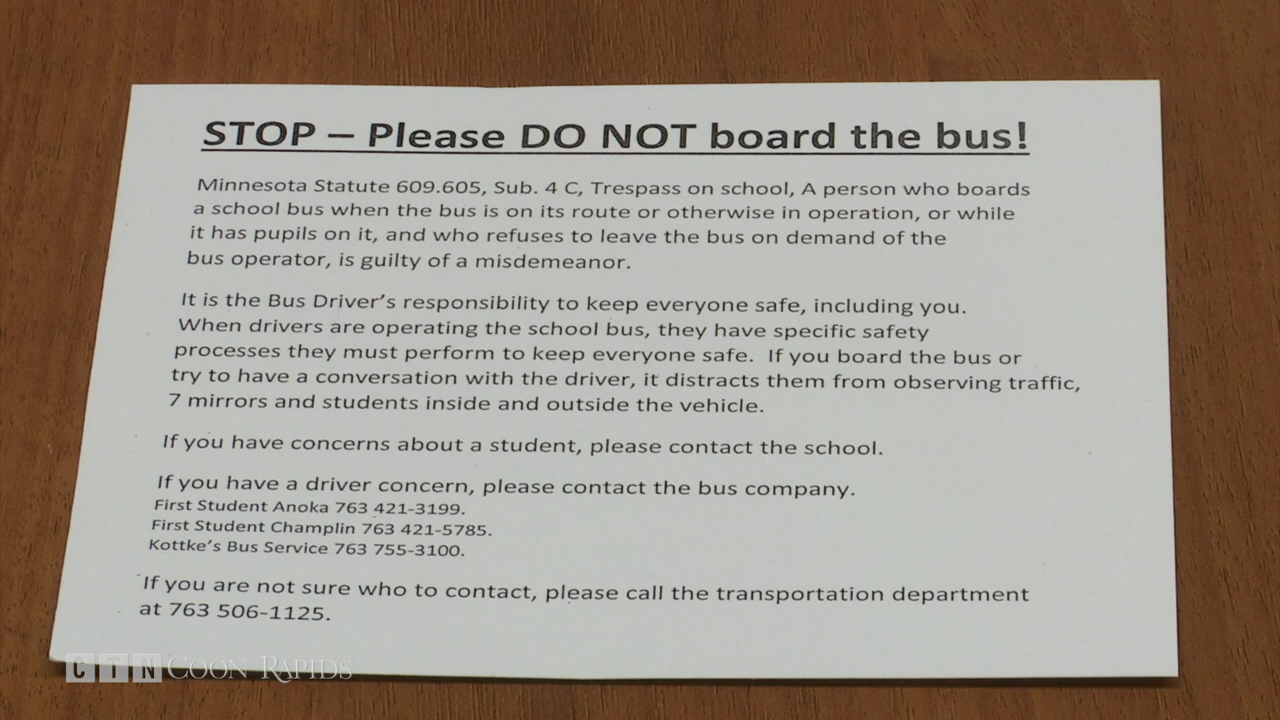 STOP – Please DO NOT board the bus!
Minnesota Statute 609.605, Sub. 4 C, Trespass on school, A person who boards
a school bus when the bus is on its route or otherwise in operation, or while
it has pupils on it, and who refuses to leave the bus on demand of the
bus operator, is guilty of a misdemeanor.
It is the Bus Driver's responsibility to keep everyone safe, including you.
When drivers are operating the school bus, they have specific safety
processes they must perform to keep everyone safe.  If you board the bus or
try to have a conversation with the driver, it distracts them from observing traffic,
7 mirrors and students inside and outside the vehicle.
If you have concerns about a student, please contact the school.
If you have a driver concern, please contact the bus company.
First Student Anoka 763 421-3199.
First Student Champlin 763 421-5785.
Kottke's Bus Service 763 755-3100.
If you are not sure who to contact, please call the transportation department
at 763 506-1125.
CTN COON RAPIDS